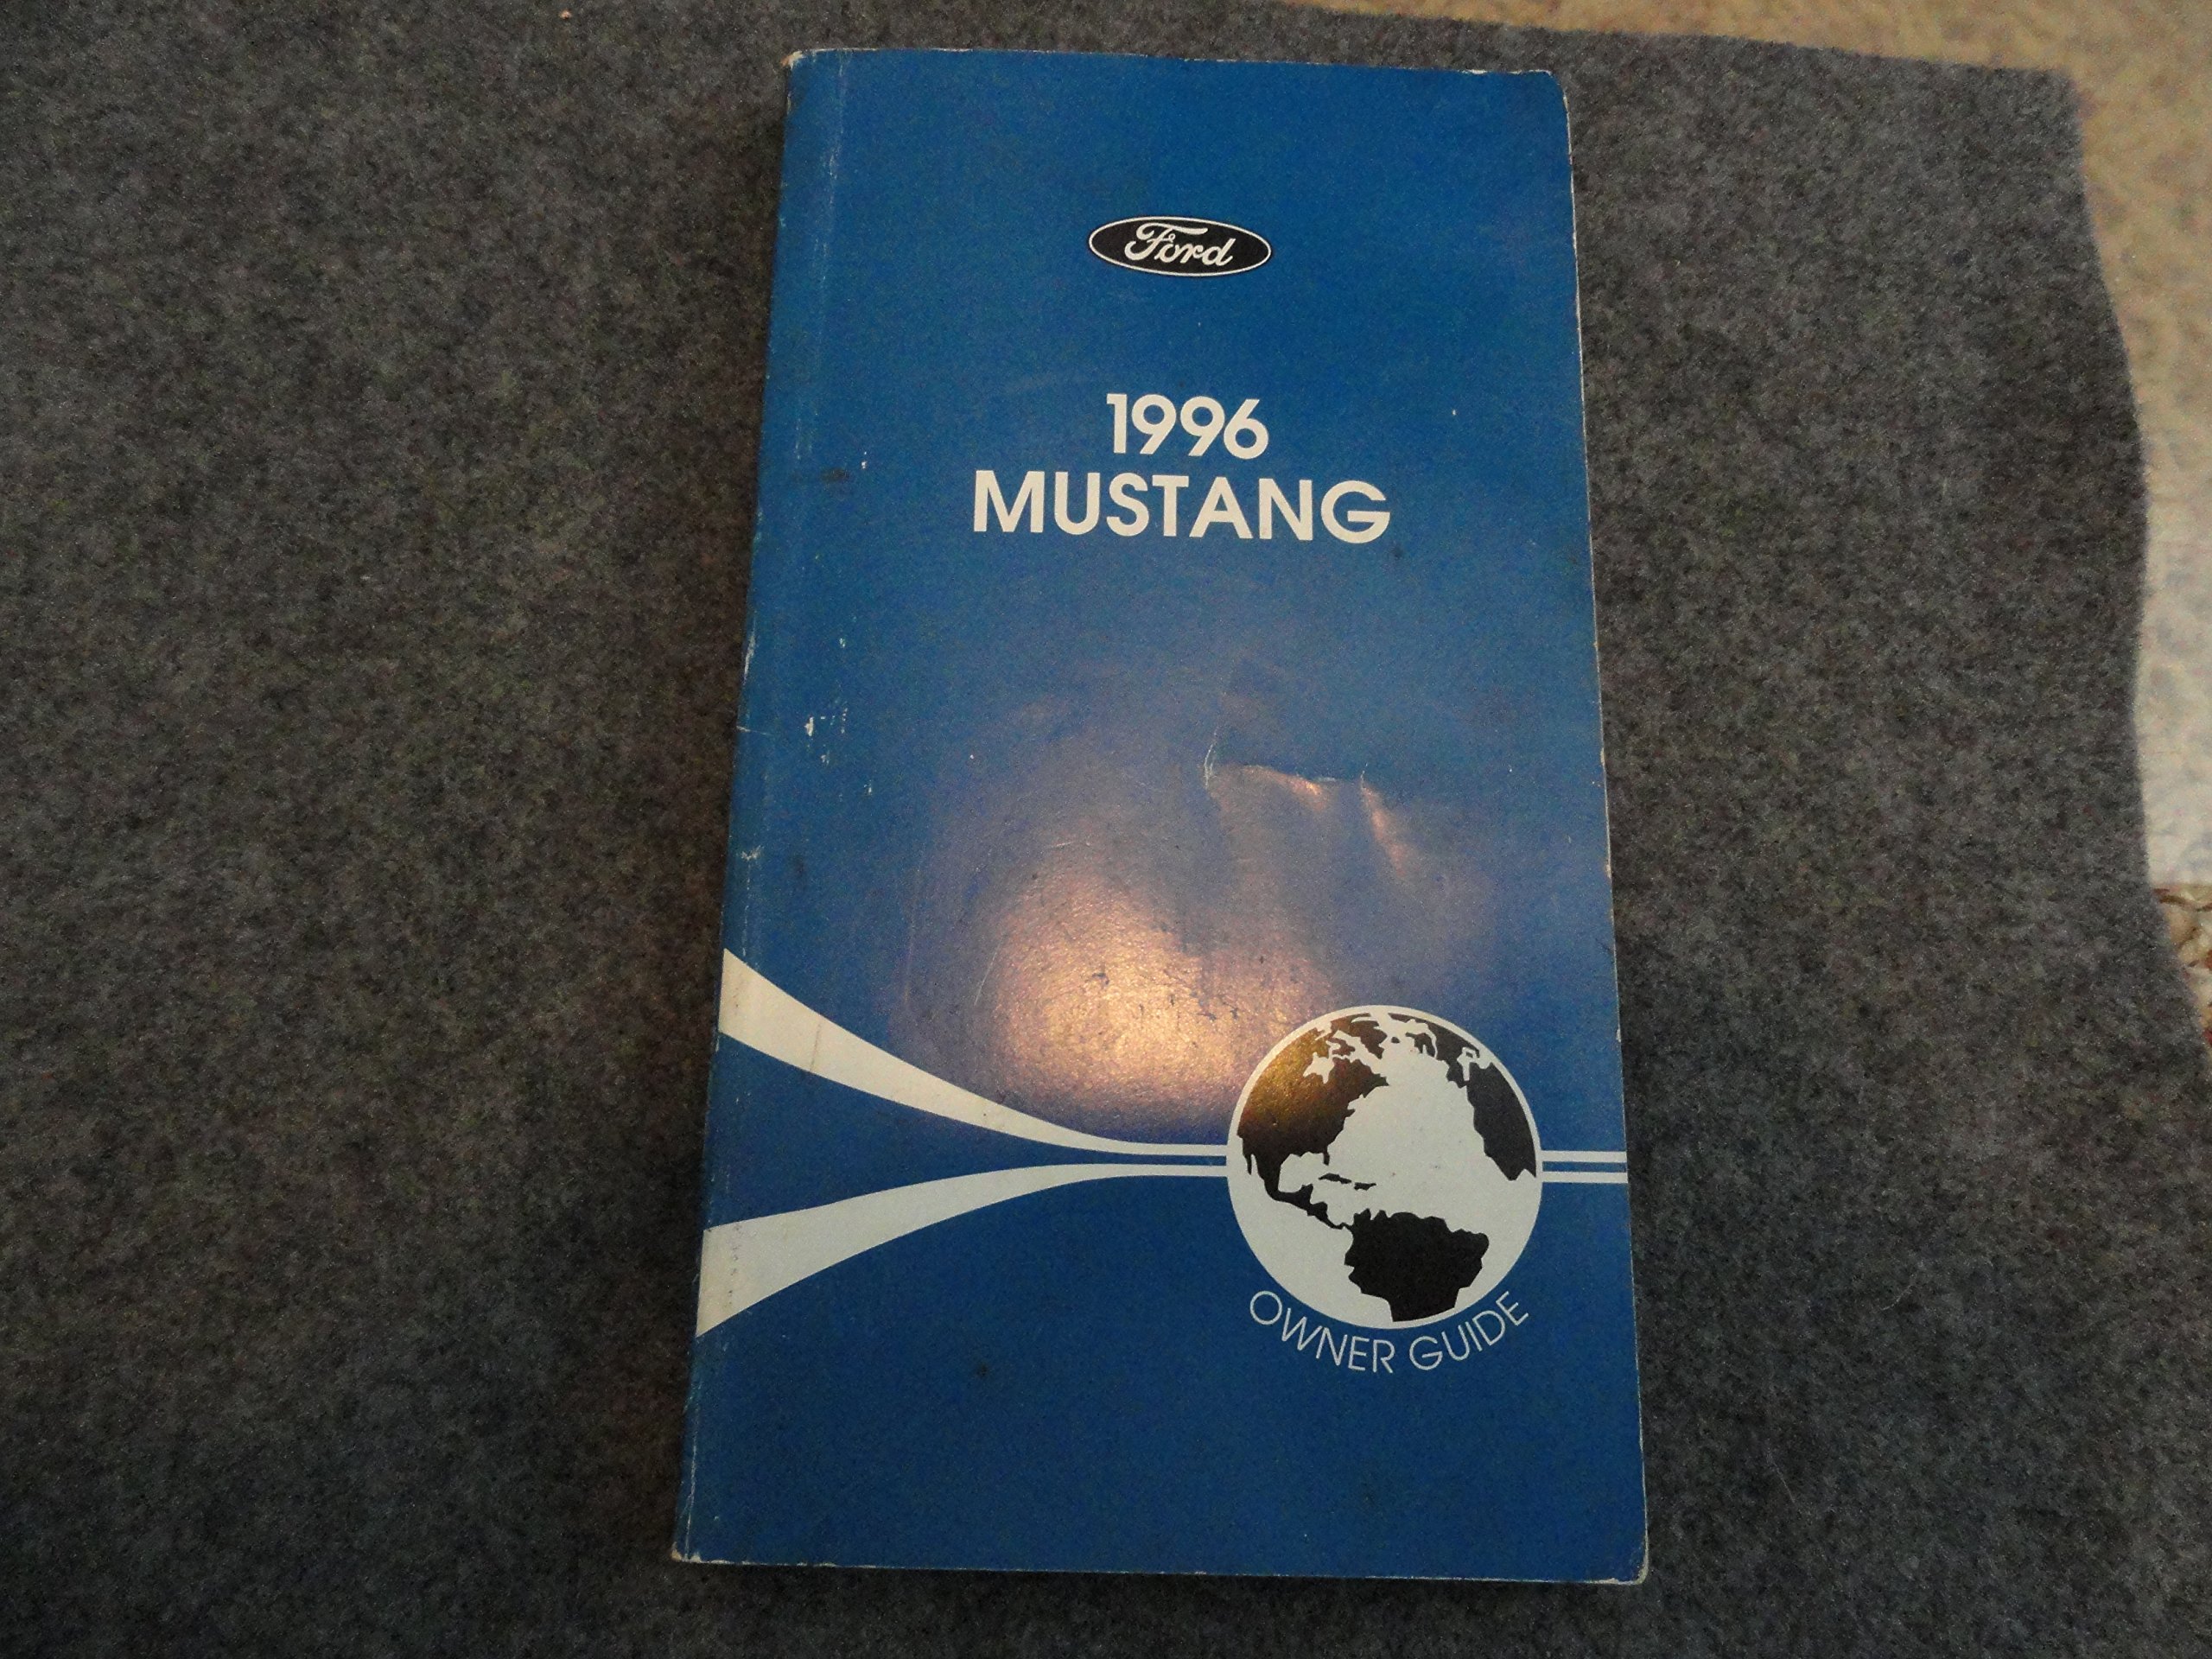 Ford
1996
MUSTANG
OWNER GUIDE